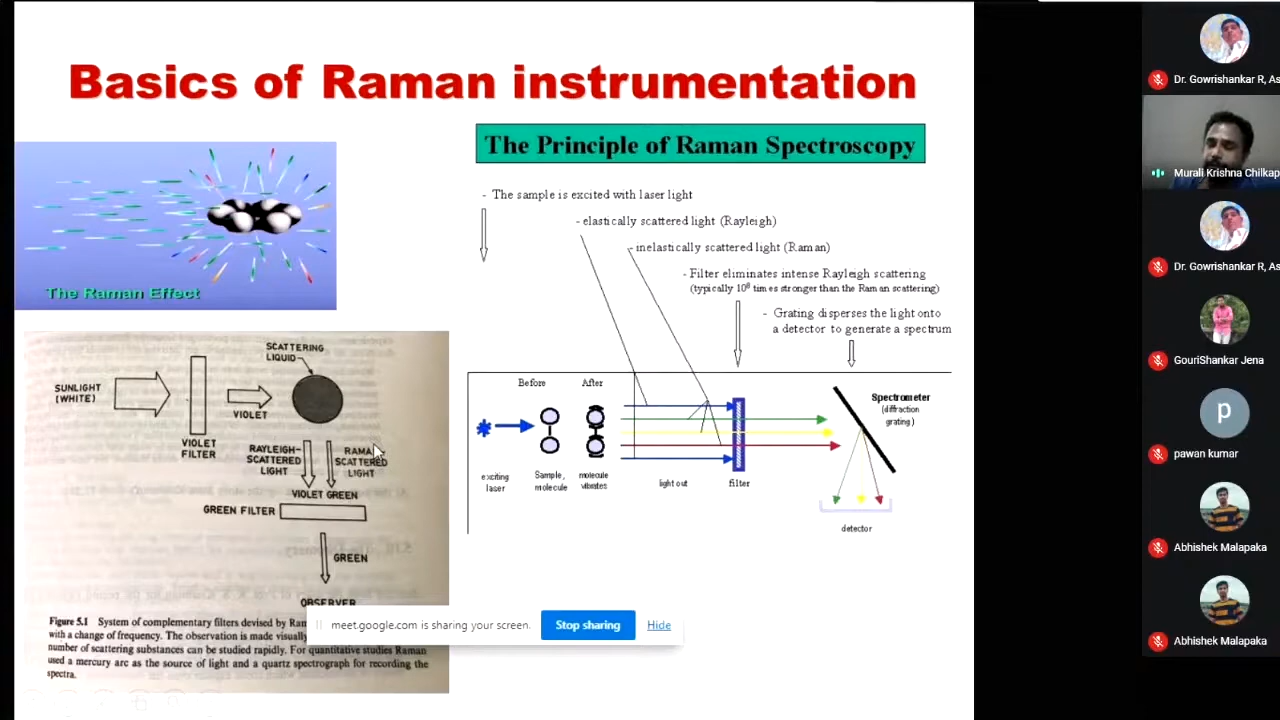 Basics of Raman instrumentation
The Raman Effect
The Principle of Raman Spectroscopy
- The sample is excited with laser light
- elastically scattered light (Rayleigh)
- inelastically scattered light (Raman)
- Filter eliminates intense Rayleigh scattering
(typically 10⁸ times stronger than the Raman scattering)
- Grating disperses the light onto
a detector to generate a spectrum
Before
After
Spectrometer
(diffraction
grating)
exciting
laser
Sample,
molecule
molecule
vibrates
light out
filter
detector
SCATTERING
LIQUID
SUNLIGHT
(WHITE)
VIOLET
VIOLET
FILTER
RAYLEIGH-
SCATTERED
LIGHT
SCATTERED
LIGHT
VIOLET GREEN
GREEN FILTER
GREEN
OBSERVER
Figure 5.1 System of complementary filters devised by
with a change of frequency. The observation is made
number of scattering substances can be studied rapidly. For quantitative studies Raman
used a mercury arc as the source of light and a quartz spectrograph for recording the
spectra.
meet.google.com is sharing your screen.
Stop sharing
Hide
Dr. Gowrishankar R, As
Murali Krishna Chilkap
Dr. Gowrishankar R, As
GouriShankar Jena
p
pawan kumar
Abhishek Malapaka
Abhishek Malapaka